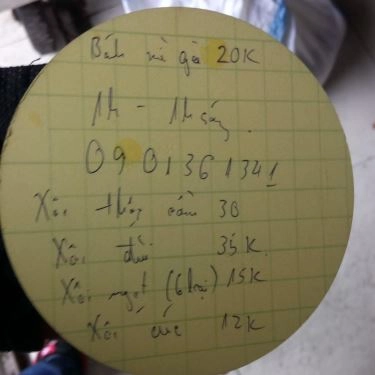 Bánh mì gà 20K
1h - 1h sáng.
0901361341
Xôi thập cẩm 30
Xôi đùi 35K.
Xôi ngọt (6 loại) 15K
Xôi cúc 12K